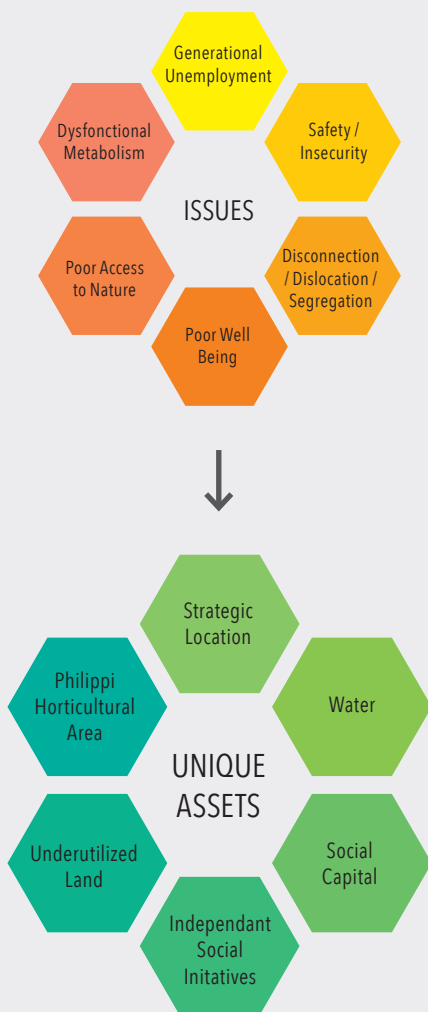 Generational
Unemployment
Dysfonctional
Metabolism
Safety /
Insecurity
ISSUES
Poor Access
to Nature
Disconnection
/ Dislocation /
Segregation
Poor Well
Being
Strategic
Location
Philippi
Horticultural
Area
Water
UNIQUE
ASSETS
Underutilized
Land
Social
Capital
Independant
Social
Initatives